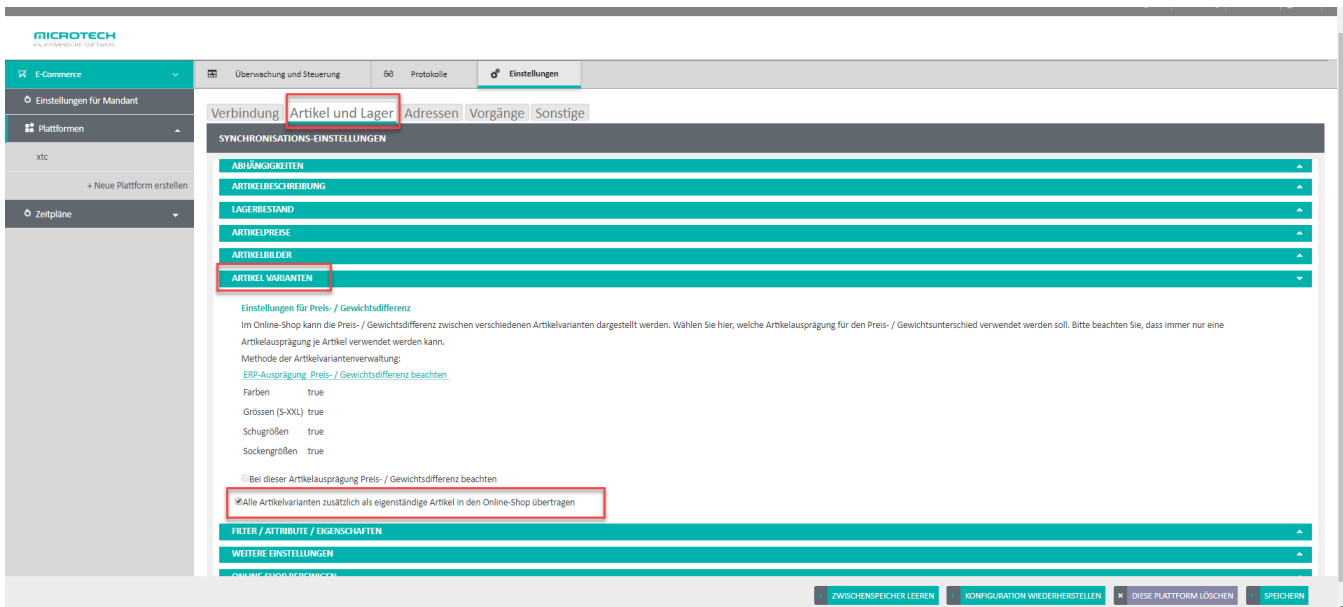 MICROTECH
KAUFMÄNNISCHE SOFTWARE
E-Commerce
Überwachung und Steuerung Protokolle Einstellungen
Einstellungen für Mandant
Plattformen
xtc
+ Neue Plattform erstellen
Zeitpläne
Verbindung Artikel und Lager Adressen Vorgänge Sonstige
SYNCHRONISATIONS-EINSTELLUNGEN
ABHÄNGIGKEITEN
ARTIKELBESCHREIBUNG
LAGERBESTAND
ARTIKELPREISE
ARTIKELBILDER
ARTIKEL VARIANTEN
Einstellungen für Preis- / Gewichtsdifferenz
Im Online-Shop kann die Preis- / Gewichtsdifferenz zwischen verschiedenen Artikelvarianten dargestellt werden. Wählen Sie hier, welche Artikelausprägung für den Preis- / Gewichtsunterschied verwendet werden soll. Bitte beachten Sie, dass immer nur eine
Artikelausprägung je Artikel verwendet werden kann.
Methode der Artikelvariantenverwaltung:
ERP-Ausprägung Preis- / Gewichtsdifferenz beachten
Farben true
Grössen (S-XXL) true
Schugrößen true
Sockengrößen true
Bei dieser Artikelausprägung Preis- / Gewichtsdifferenz beachten
Alle Artikelvarianten zusätzlich als eigenständige Artikel in den Online-Shop übertragen
FILTER / ATTRIBUTE / EIGENSCHAFTEN
WEITERE EINSTELLUNGEN
ONLINE-SHOP BEREINIGEN
ZWISCHENSPEICHER LEEREN KONFIGURATION WIEDERHERSTELLEN DIESE PLATTFORM LÖSCHEN SPEICHERN